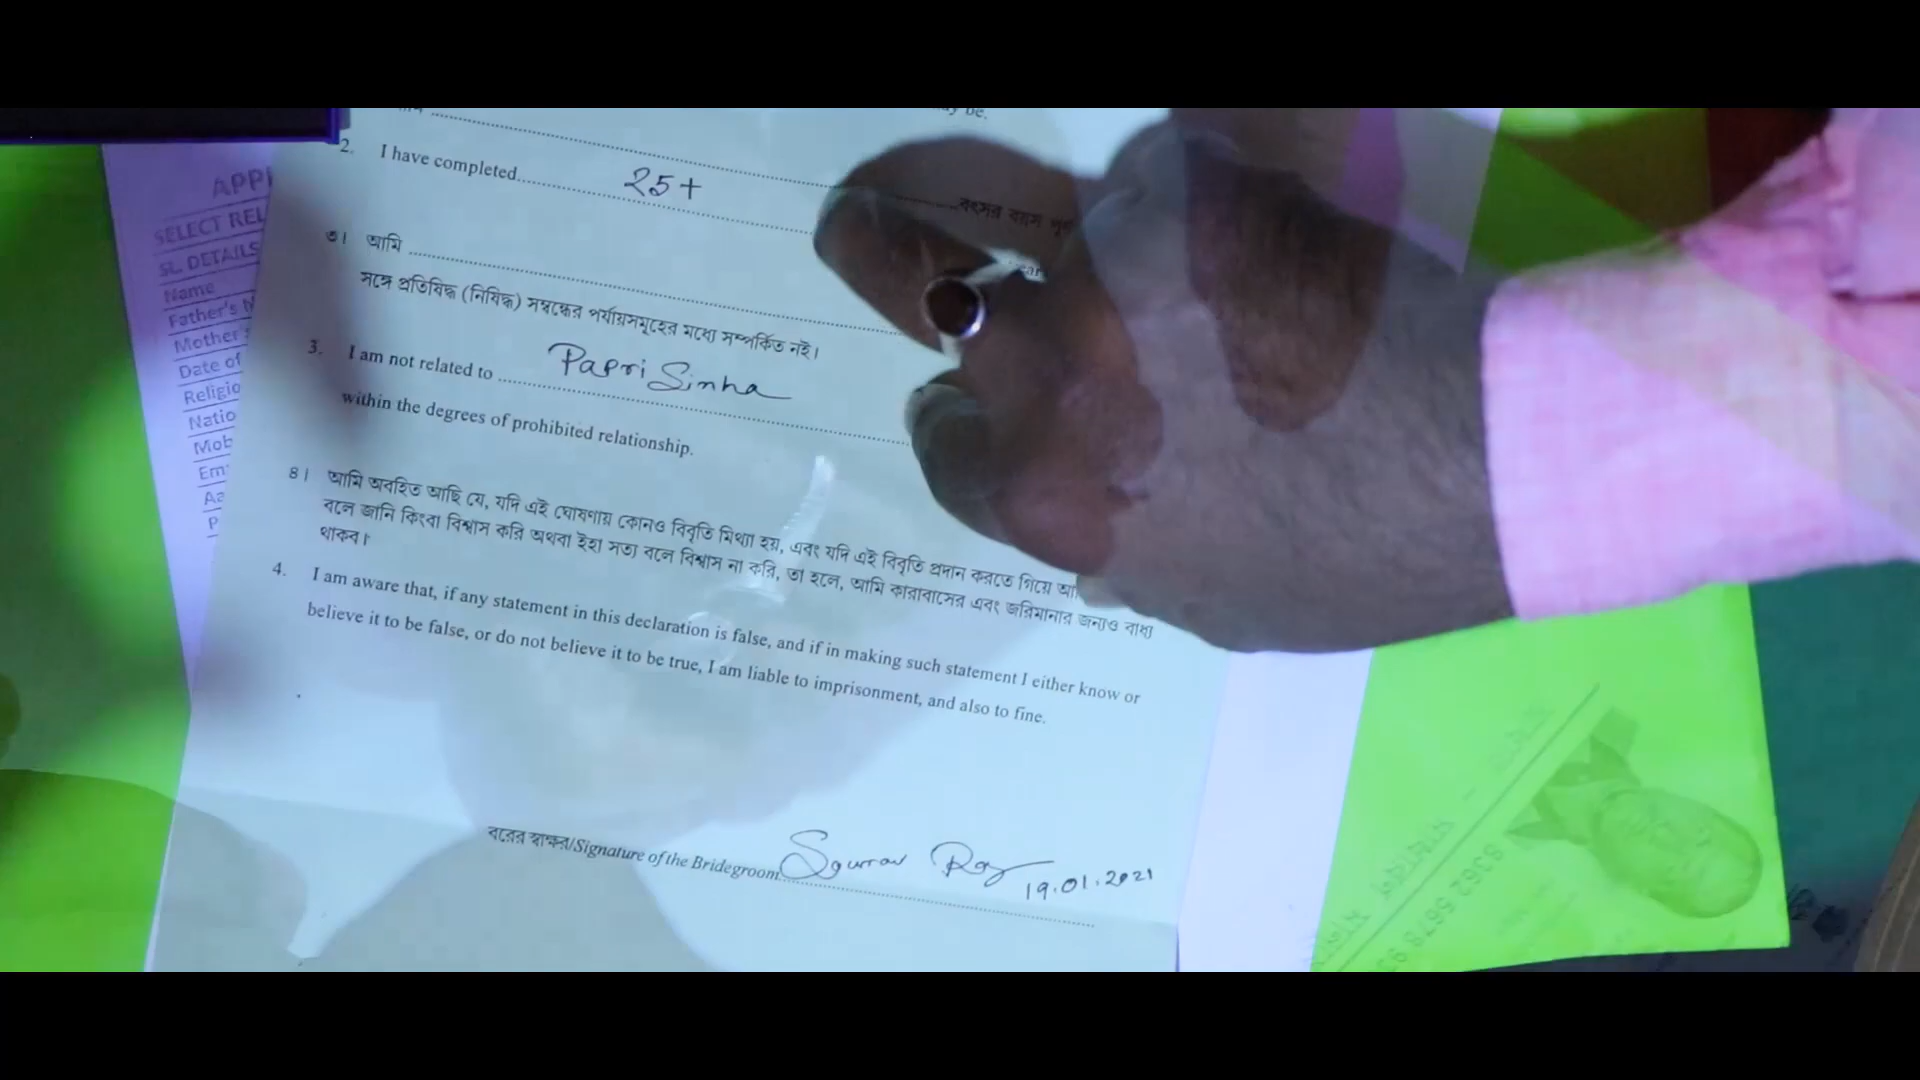 APPL
SELECT REL
SL. DETAILS
Name
Father's N
Mother's
Date of
Religio
Natio
Mob
Em
Aa
P
be.
2. I have completed 25+
বৎসর বয়স পূর্ণ
৩। আমি
সঙ্গে প্রতিষিদ্ধ (নিষিদ্ধ) সম্বন্ধের পর্যায়সমূহের মধ্যে সম্পর্কিত নই।
3. I am not related to Papri Sinha
within the degrees of prohibited relationship.
৪। আমি অবহিত আছি যে, যদি এই ঘোষণায় কোনও বিবৃতি মিথ্যা হয়, এবং যদি এই বিবৃতি প্রদান করতে গিয়ে আ
বলে জানি কিংবা বিশ্বাস করি অথবা ইহা সত্য বলে বিশ্বাস না করি, তা হলে, আমি কারাবাসের এবং জরিমানার জন্যও বাধ্য
থাকব।
4. I am aware that, if any statement in this declaration is false, and if in making such statement I either know or
believe it to be false, or do not believe it to be true, I am liable to imprisonment, and also to fine.
বরের স্বাক্ষর/Signature of the Bridegroom Sourav Roy 19.01.2021